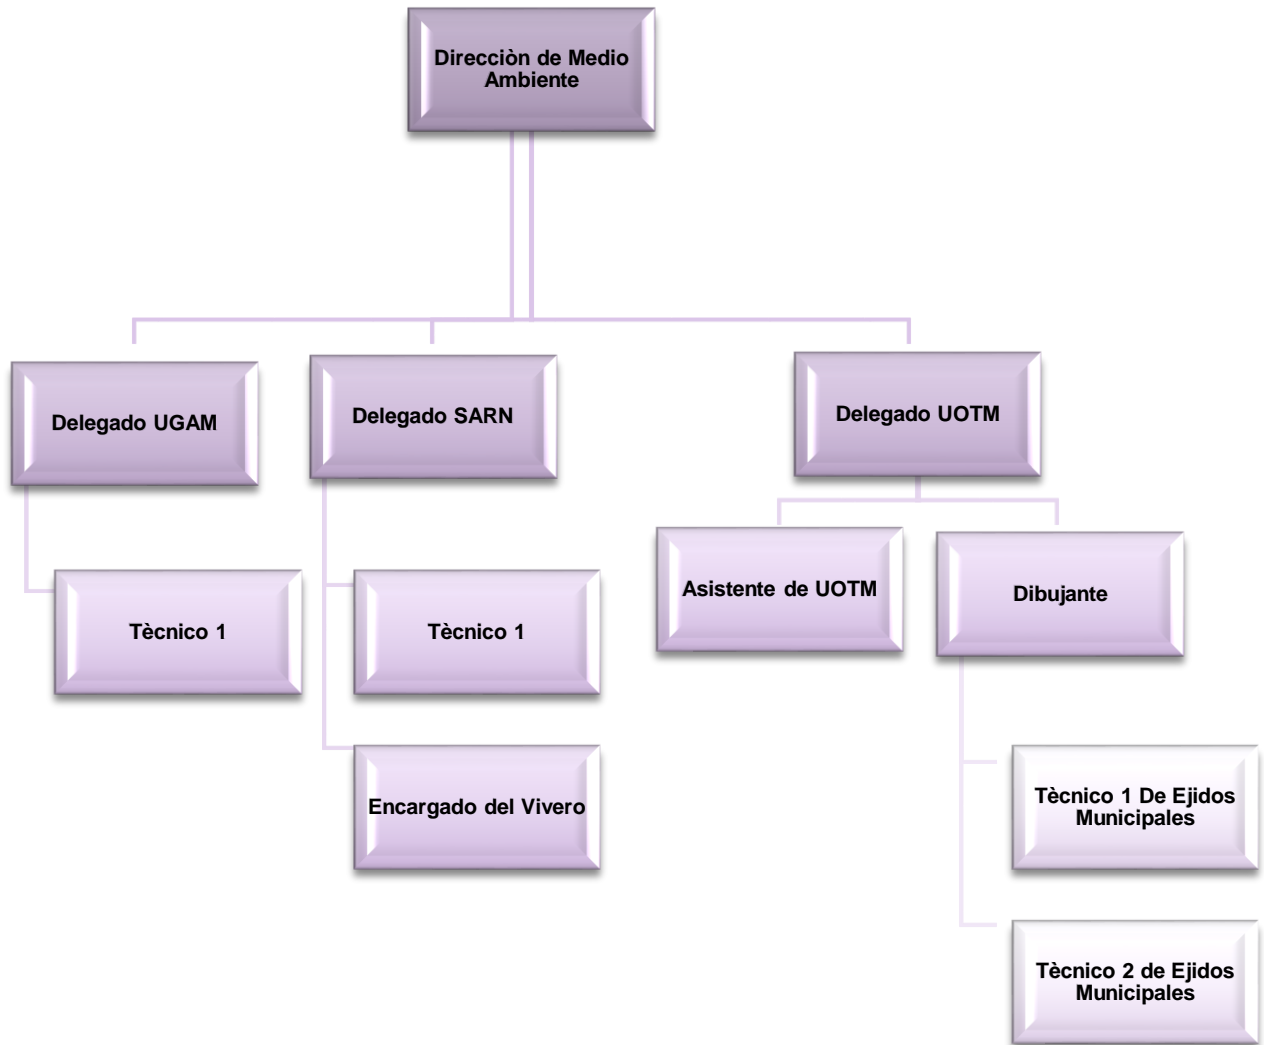 Direcciòn de Medio
Ambiente
Delegado UGAM
Delegado SARN
Delegado UOTM
Asistente de UOTM
Dibujante
Tècnico 1
Tècnico 1
Encargado del Vivero
Tècnico 1 De Ejidos
Municipales
Tècnico 2 de Ejidos
Municipales